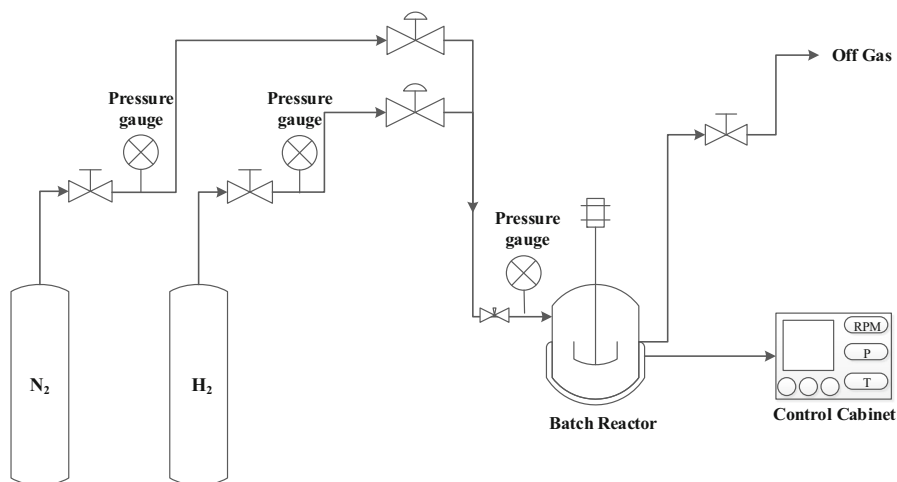 Off Gas
Pressure
gauge
Pressure
gauge
Pressure
gauge
N₂
H₂
RPM
P
T
Batch Reactor
Control Cabinet